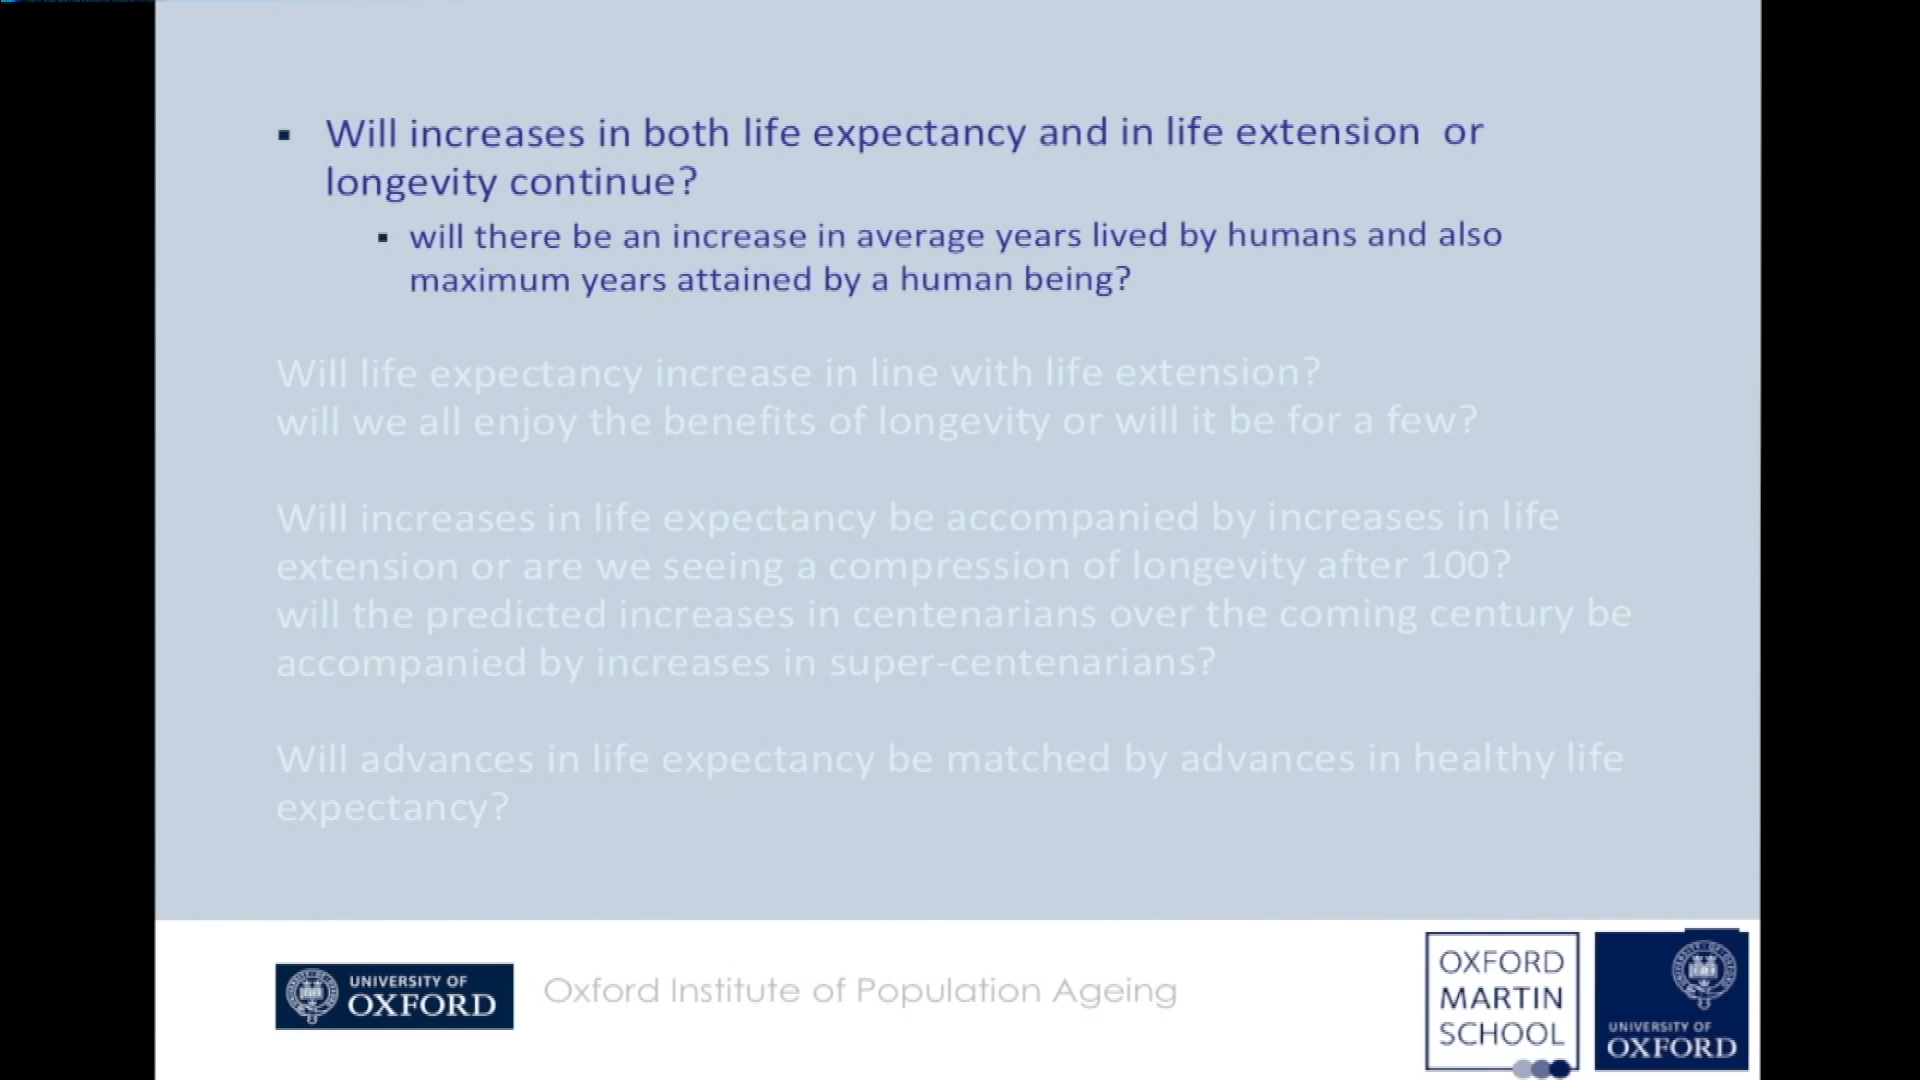 ▪ Will increases in both life expectancy and in life extension or
longevity continue?
▪ will there be an increase in average years lived by humans and also
maximum years attained by a human being?
Will life expectancy increase in line with life extension?
will we all enjoy the benefits of longevity or will it be for a few?
Will increases in life expectancy be accompanied by increases in life
extension or are we seeing a compression of longevity after 100?
will the predicted increases in centenarians over the coming century be
accompanied by increases in super-centenarians?
Will advances in life expectancy be matched by advances in healthy life
expectancy?
UNIVERSITY OF
OXFORD
Oxford Institute of Population Ageing
OXFORD
MARTIN
SCHOOL
UNIVERSITY OF
OXFORD